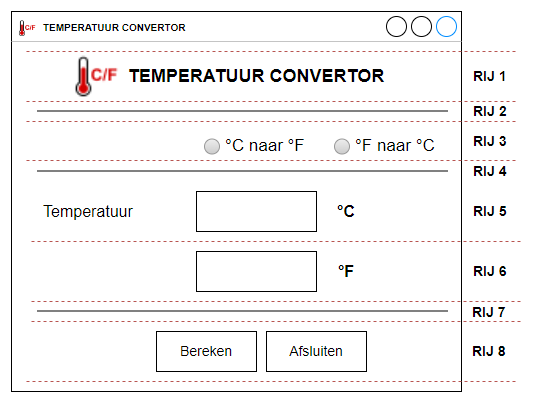 C/F TEMPERATUUR CONVERTOR
C/F TEMPERATUUR CONVERTOR RIJ 1
RIJ 2
°C naar °F °F naar °C RIJ 3
RIJ 4
Temperatuur °C RIJ 5
°F RIJ 6
RIJ 7
Bereken Afsluiten RIJ 8